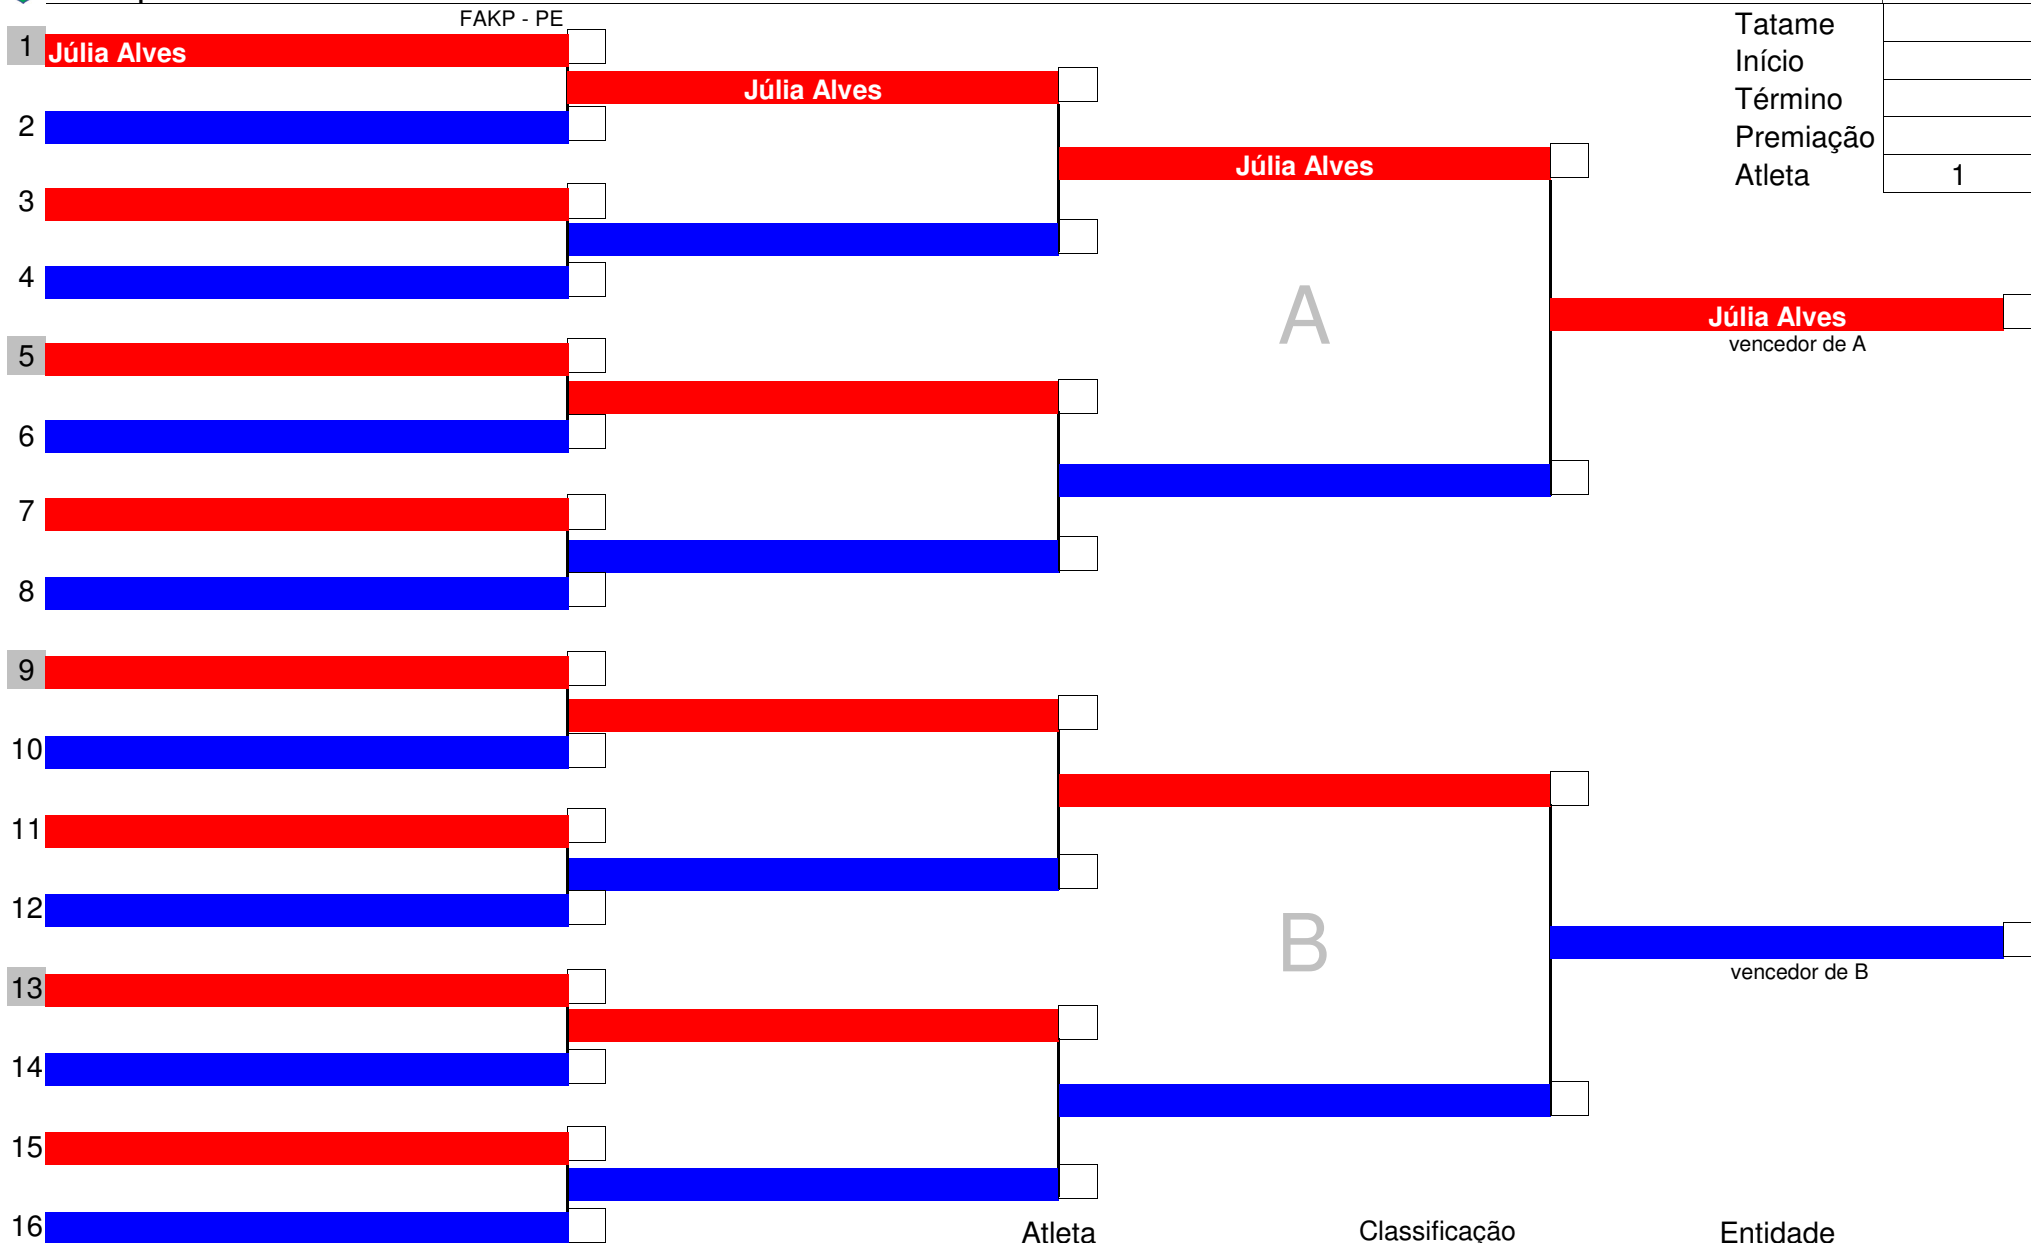 FAKP - PE
Tatame
1 Júlia Alves
Início
Júlia Alves
Término
2
Premiação
Júlia Alves
Atleta 1
3
4
A
Júlia Alves
vencedor de A
5
6
7
8
9
10
11
12
B
vencedor de B
13
14
15
16
Atleta Classificação Entidade